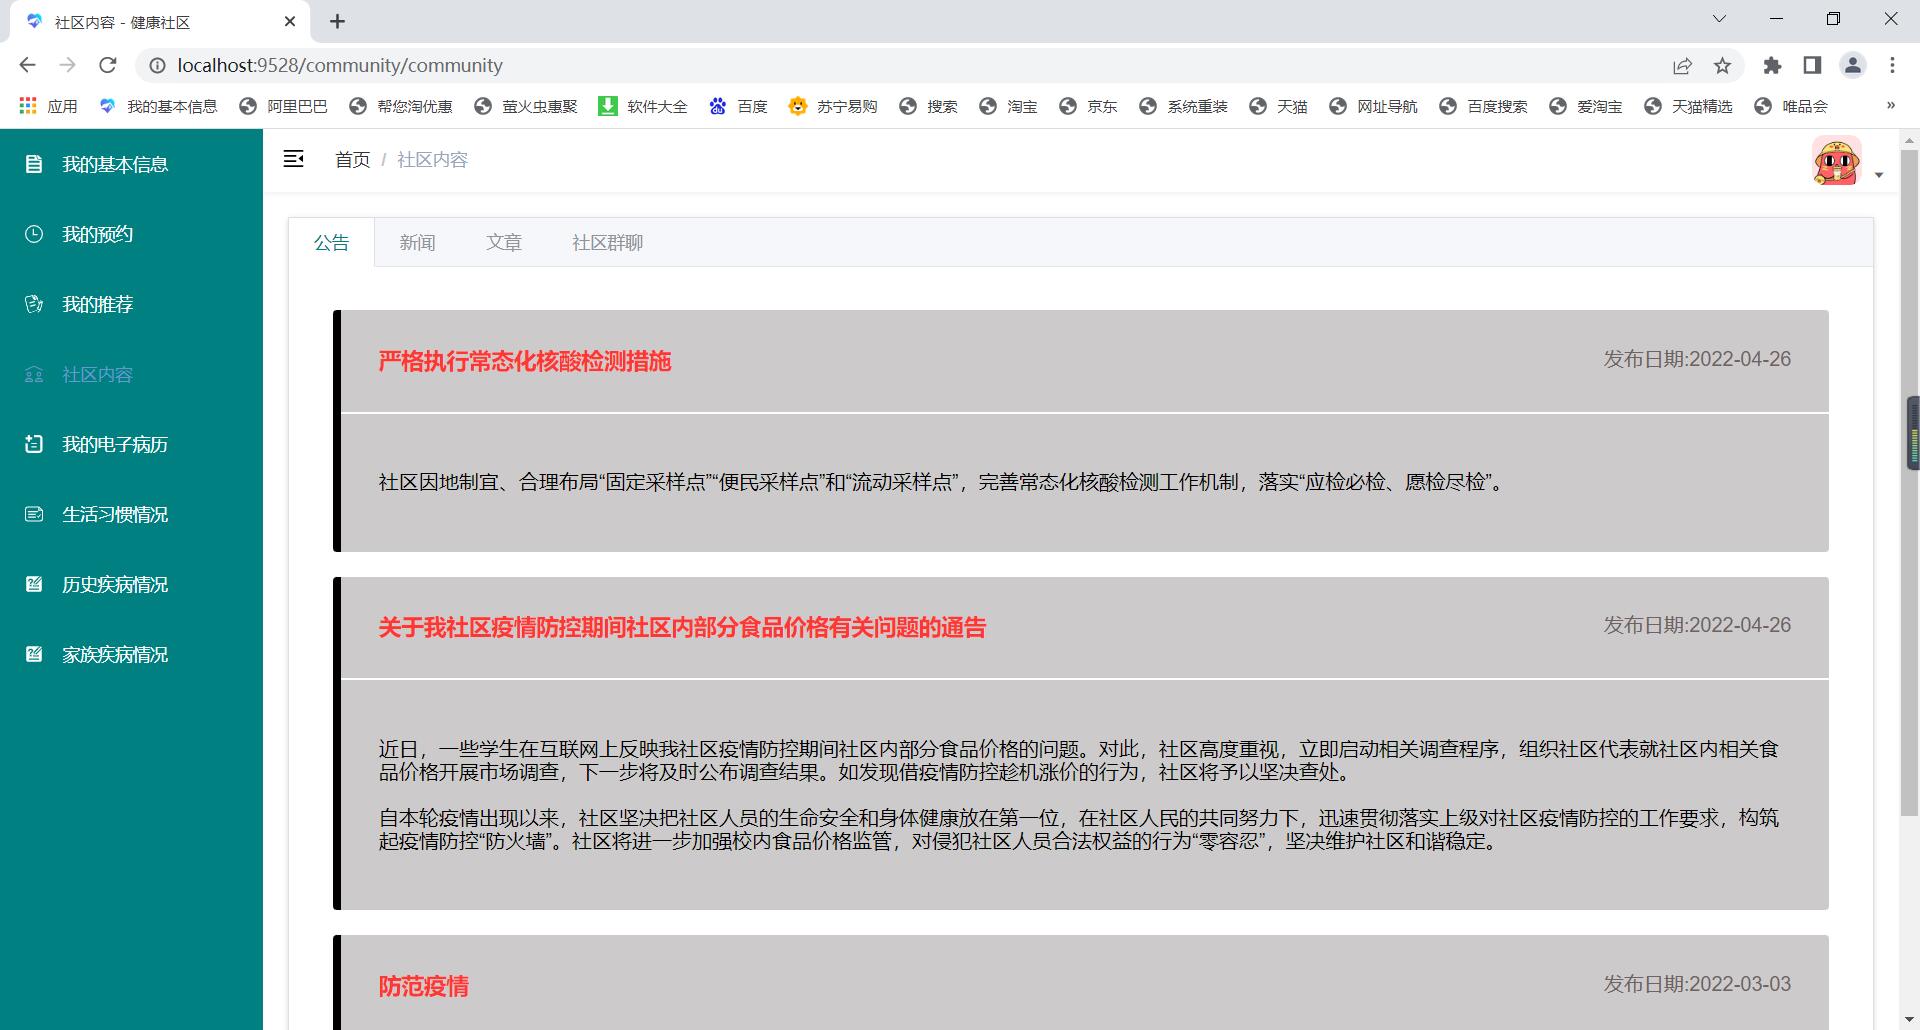 社区内容 - 健康社区
localhost:9528/community/community
应用 我的基本信息 阿里巴巴 帮您淘优惠 萤火虫惠聚 软件大全 百度 苏宁易购 搜索 淘宝 京东 系统重装 天猫 网址导航 百度搜索 爱淘宝 天猫精选 唯品会 »
我的基本信息
我的预约
我的推荐
社区内容
我的电子病历
生活习惯情况
历史疾病情况
家族疾病情况
首页 / 社区内容
公告 新闻 文章 社区群聊
严格执行常态化核酸检测措施 发布日期:2022-04-26
社区因地制宜、合理布局“固定采样点”“便民采样点”和“流动采样点”，完善常态化核酸检测工作机制，落实“应检必检、愿检尽检”。
关于我社区疫情防控期间社区内部分食品价格有关问题的通告 发布日期:2022-04-26
近日，一些学生在互联网上反映我社区疫情防控期间社区内部分食品价格的问题。对此，社区高度重视，立即启动相关调查程序，组织社区代表就社区内相关食
品价格开展市场调查，下一步将及时公布调查结果。如发现借疫情防控趁机涨价的行为，社区将予以坚决查处。
自本轮疫情出现以来，社区坚决把社区人员的生命安全和身体健康放在第一位，在社区人民的共同努力下，迅速贯彻落实上级对社区疫情防控的工作要求，构筑
起疫情防控“防火墙”。社区将进一步加强校内食品价格监管，对侵犯社区人员合法权益的行为“零容忍”，坚决维护社区和谐稳定。
防范疫情 发布日期:2022-03-03